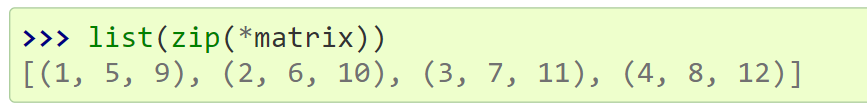 >>> list(zip(*matrix))
[(1, 5, 9), (2, 6, 10), (3, 7, 11), (4, 8, 12)]